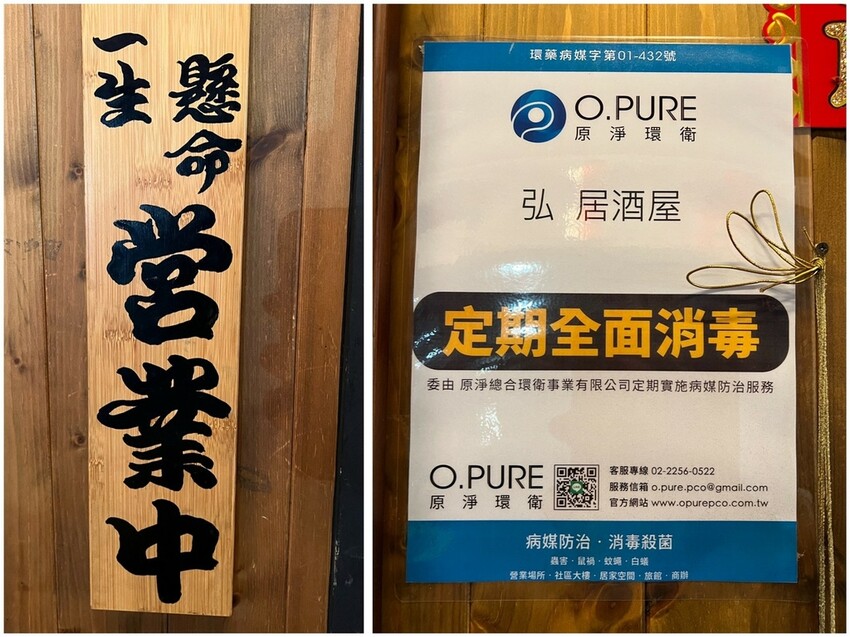 一生
懸命
営業中
環藥病媒字第01-432號
O.PURE
原淨環衛
弘 居酒屋
定期全面消毒
委由 原淨總合環衛事業有限公司定期實施病媒防治服務
O.PURE
原淨環衛
客服專線 02-2256-0522
服務信箱 o.pure.pco@gmail.com
官方網站 www.opurepco.com.tw
病媒防治·消毒殺菌
蟲害·鼠禍·蚊蠅·白蟻
營業場所·社區大樓·居家空間·旅館·商辦